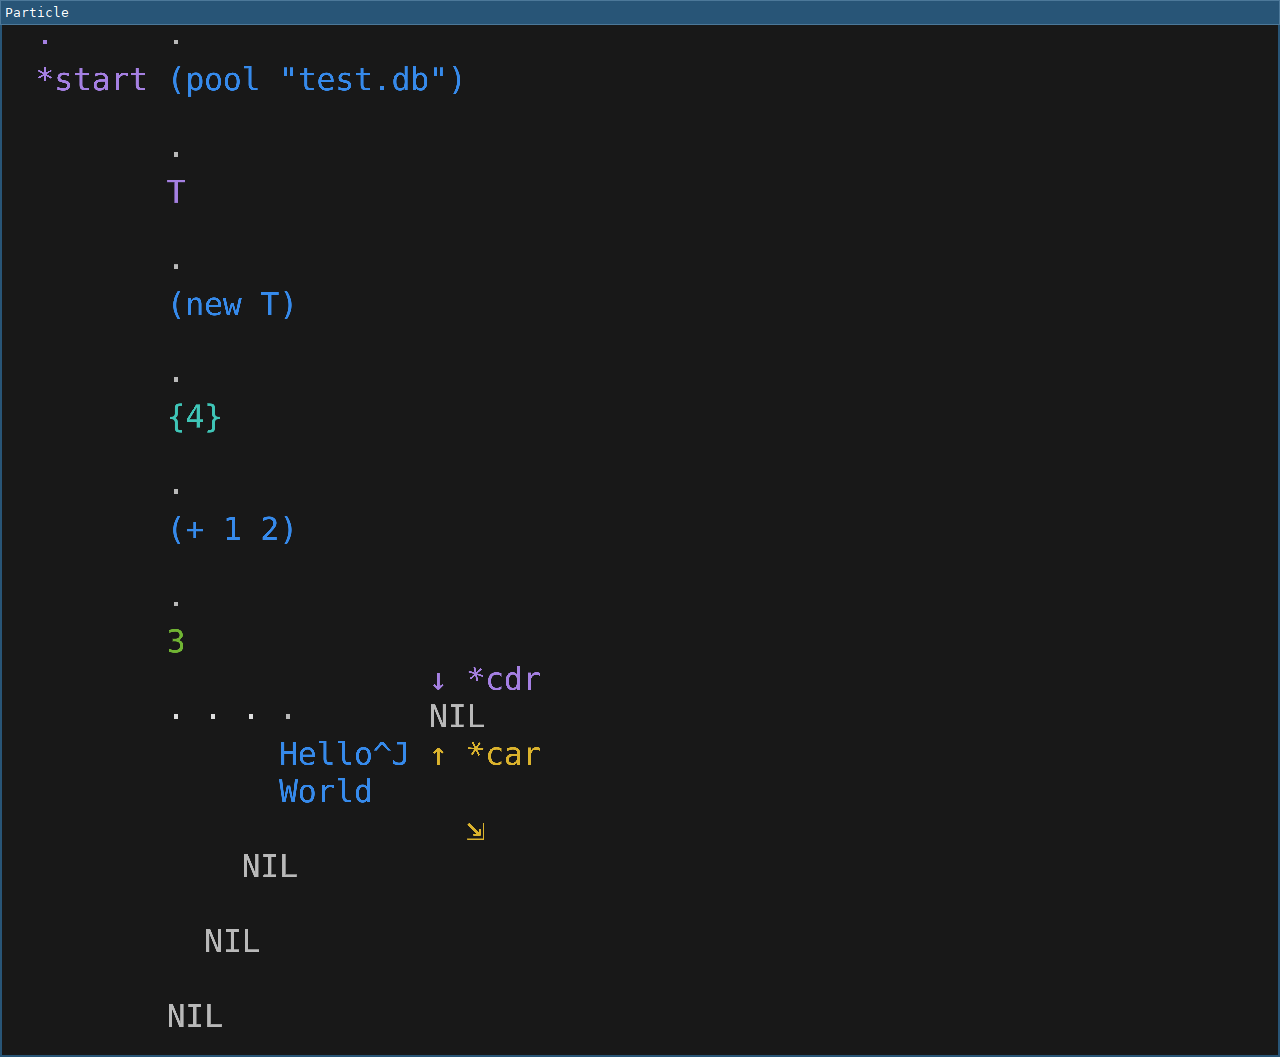 Particle
. .
*start (pool "test.db")
.
T
.
(new T)
.
{4}
.
(+ 1 2)
.
3
↓ *cdr
. . . . NIL
Hello^J ↑ *car
World
⇲
NIL
NIL
NIL